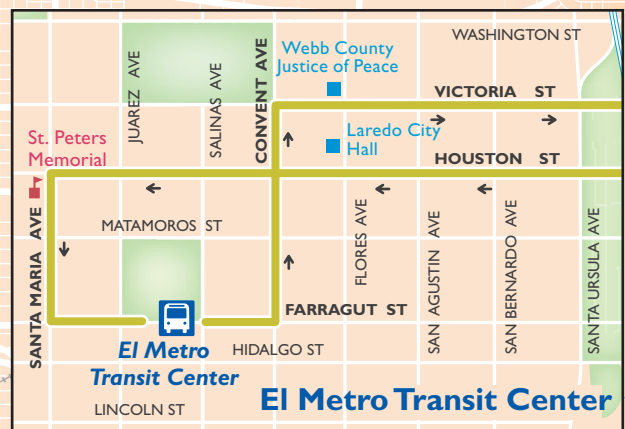 WASHINGTON ST
Webb County
Justice of Peace
JUAREZ AVE
SALINAS AVE
CONVENT AVE
VICTORIA ST
St. Peters
Memorial
Laredo City
Hall
HOUSTON ST
MATAMOROS ST
SANTA MARIA AVE
FLORES AVE
SAN AGUSTIN AVE
SAN BERNARDO AVE
SANTA URSULA AVE
FARRAGUT ST
El Metro
Transit Center
HIDALGO ST
El Metro Transit Center
LINCOLN ST